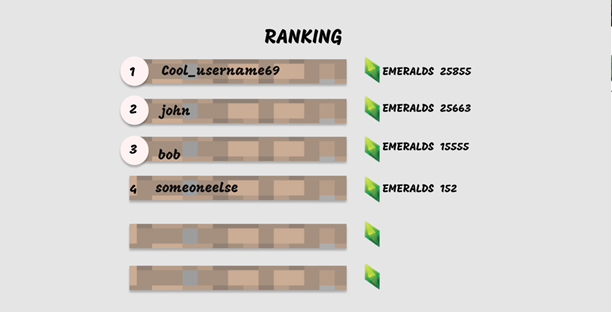 RANKING
1 Cool_username69 EMERALDS 25855
2 john EMERALDS 25663
3 bob EMERALDS 15555
4 someoneelse EMERALDS 152